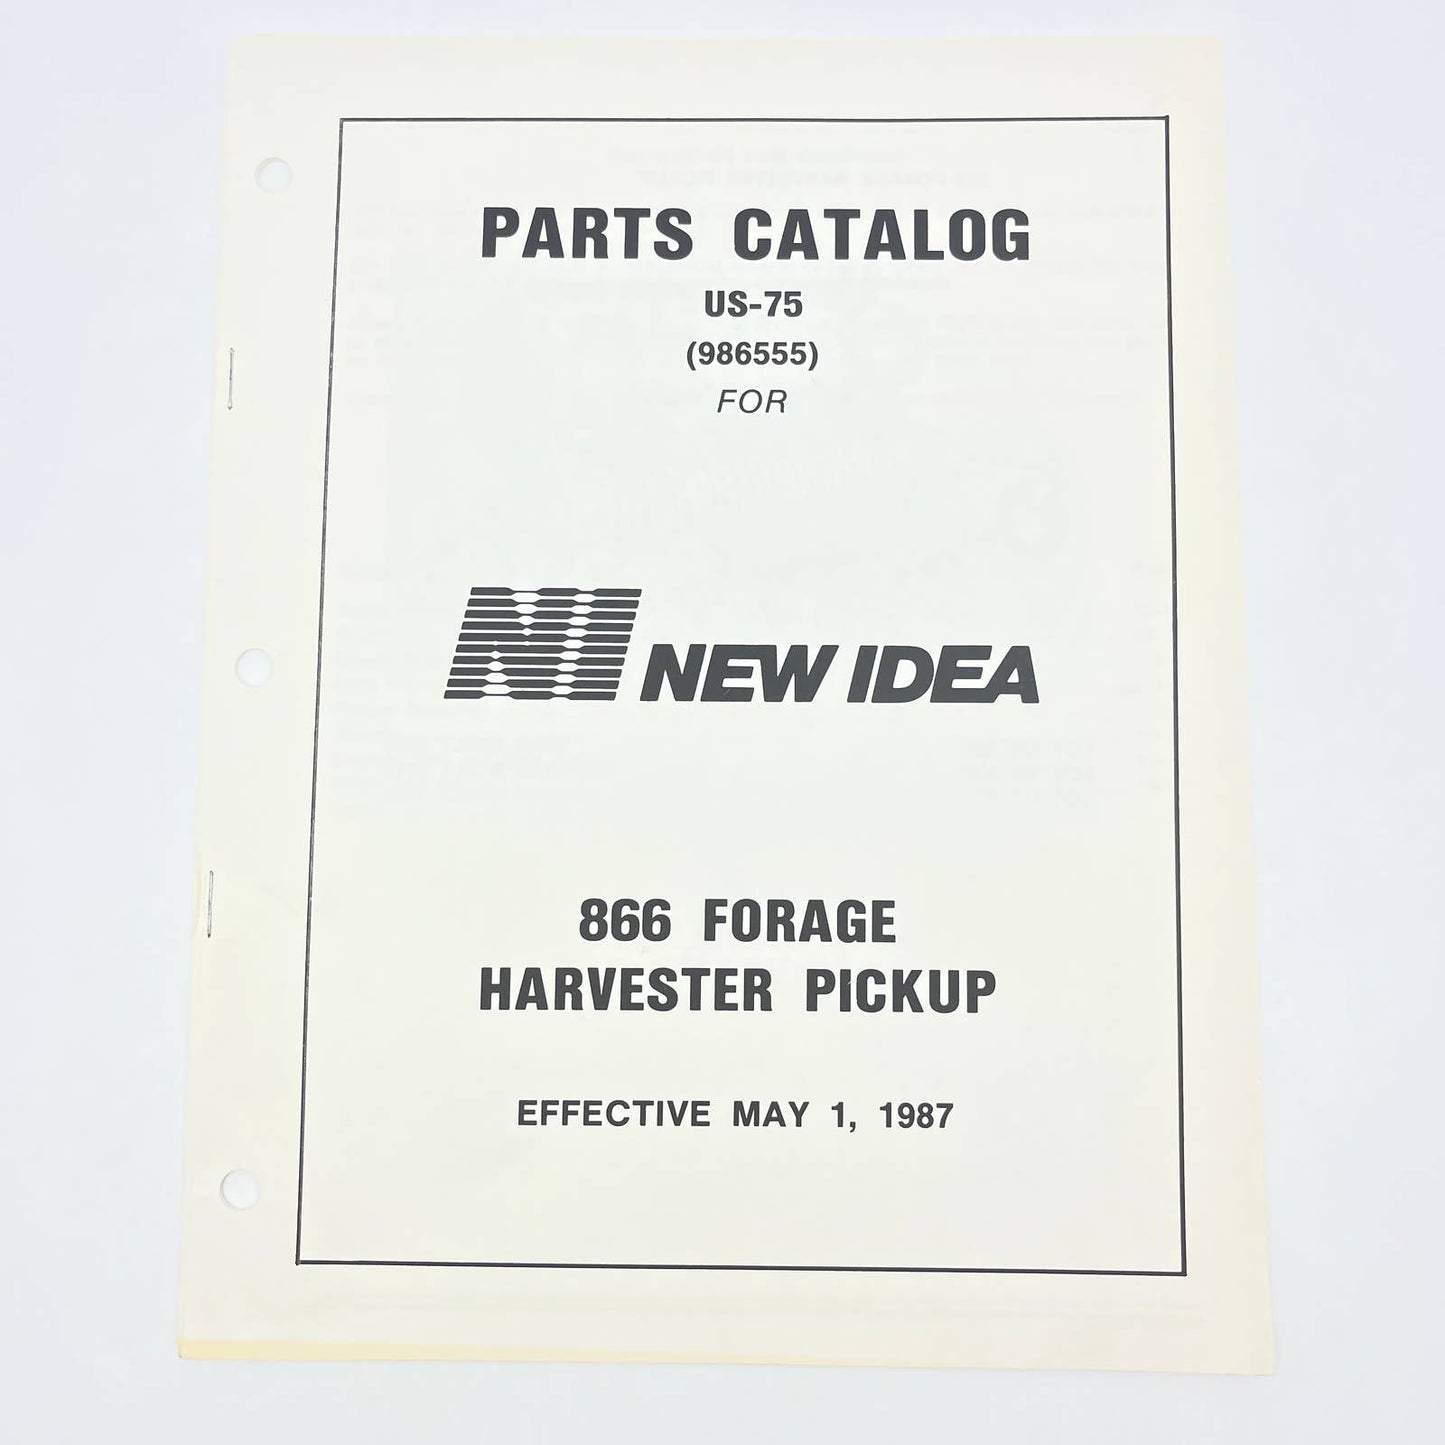 PARTS CATALOG
US-75
(986555)
FOR
NEW IDEA
866 FORAGE
HARVESTER PICKUP
EFFECTIVE MAY 1, 1987